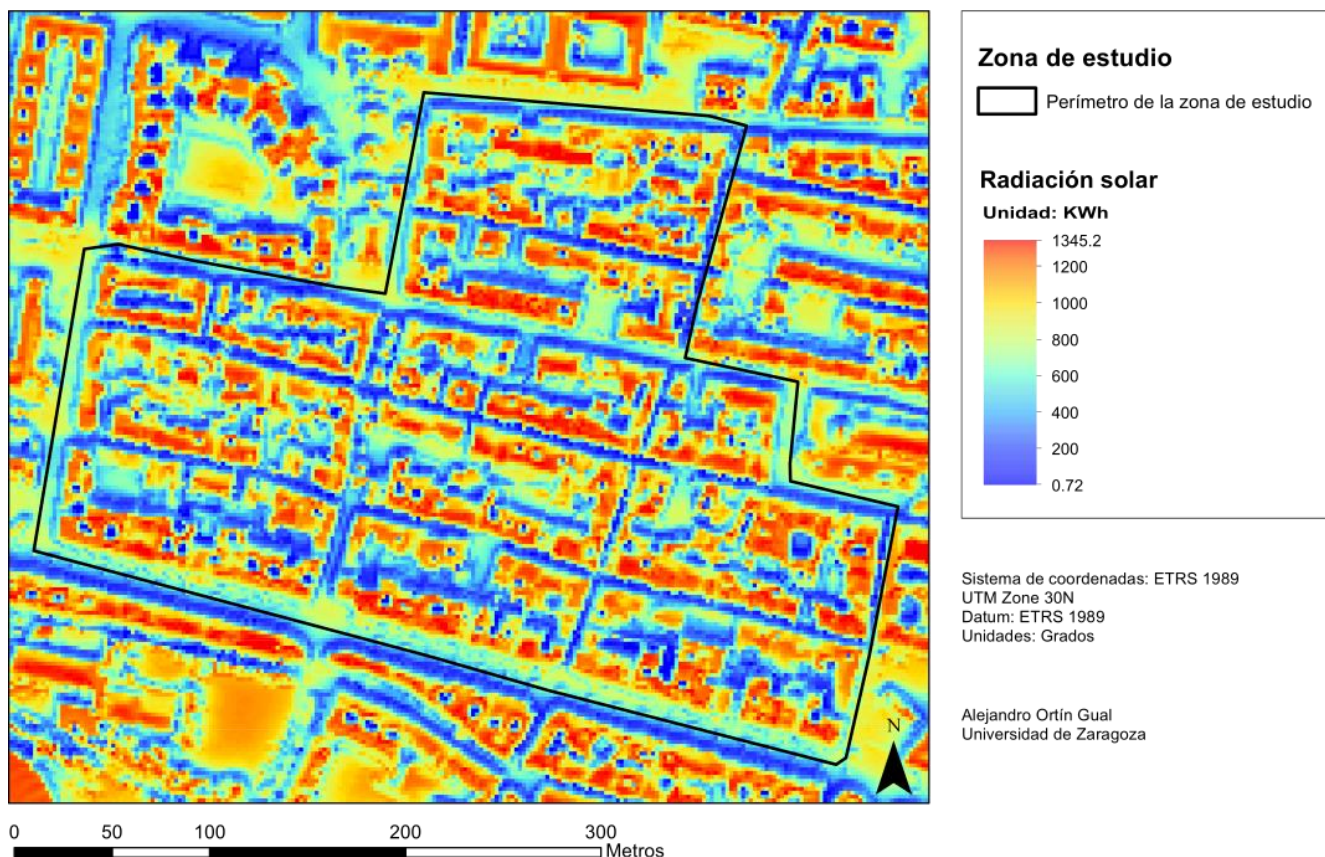 Zona de estudio
Perímetro de la zona de estudio
Radiación solar
Unidad: KWh
1345.2
1200
1000
800
600
400
200
0.72
Sistema de coordenadas: ETRS 1989
UTM Zone 30N
Datum: ETRS 1989
Unidades: Grados
Alejandro Ortín Gual
Universidad de Zaragoza
N
0 50 100 200 300
Metros